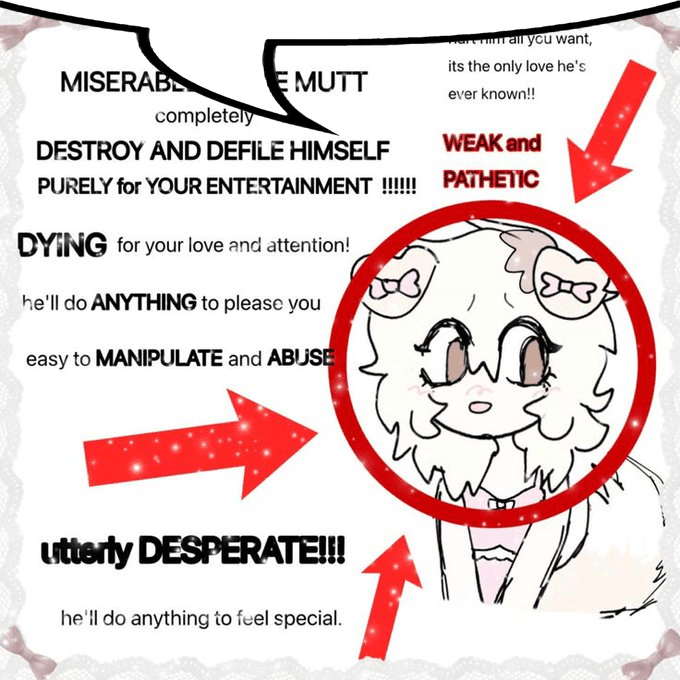 hurt him all you want,
its the only love he's
ever known!!
MUTT
completely
DESTROY AND DEFILE HIMSELF
PURELY for YOUR ENTERTAINMENT !!!!!!
WEAK and
PATHETIC
DYING for your love and attention!
he'll do ANYTHING to please you
easy to MANIPULATE and ABUSE
utterly DESPERATE!!!
he'll do anything to feel special.